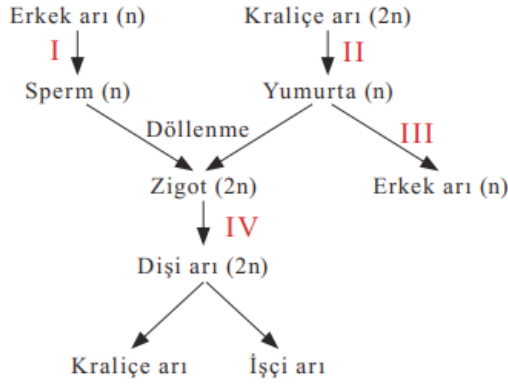 Erkek arı (n) Kraliçe arı (2n)
I II
Sperm (n) Yumurta (n)
Döllenme III
Zigot (2n) Erkek arı (n)
IV
Dişi arı (2n)
Kraliçe arı İşçi arı